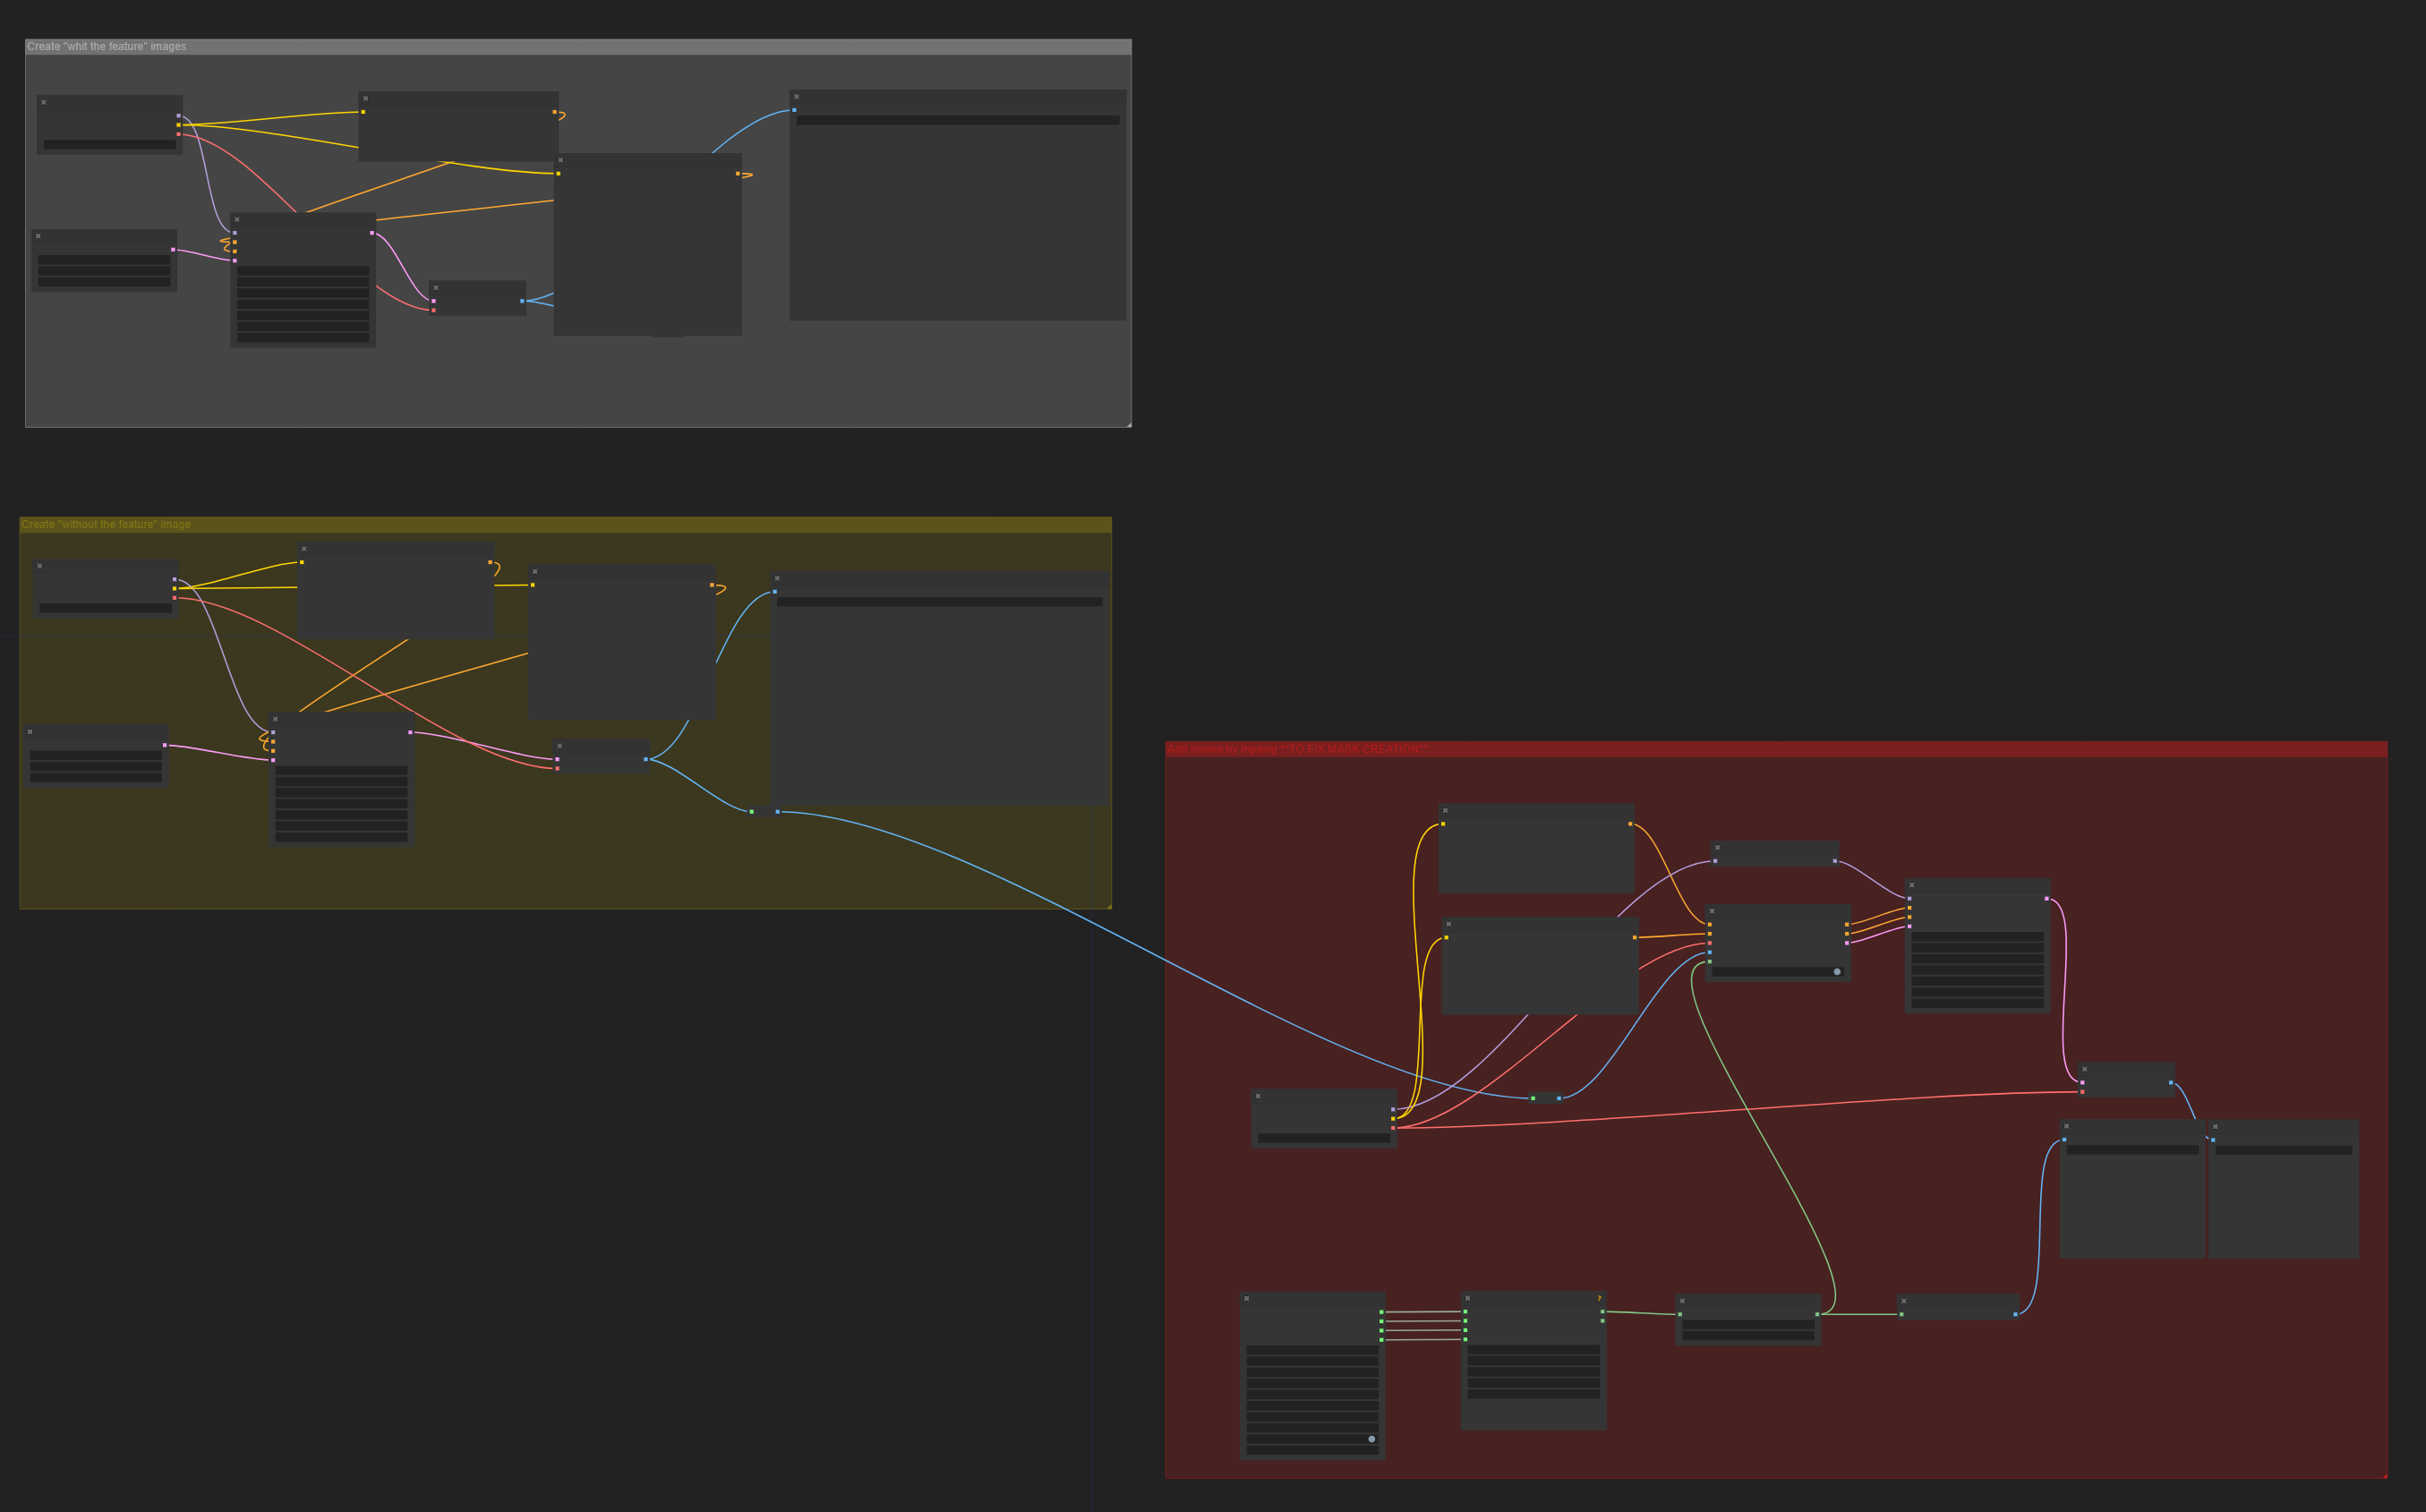 Create "whit the feature" images
Create "without the feature" image
Add smoke by inpaing **TO FIX MASK CREATION**
?